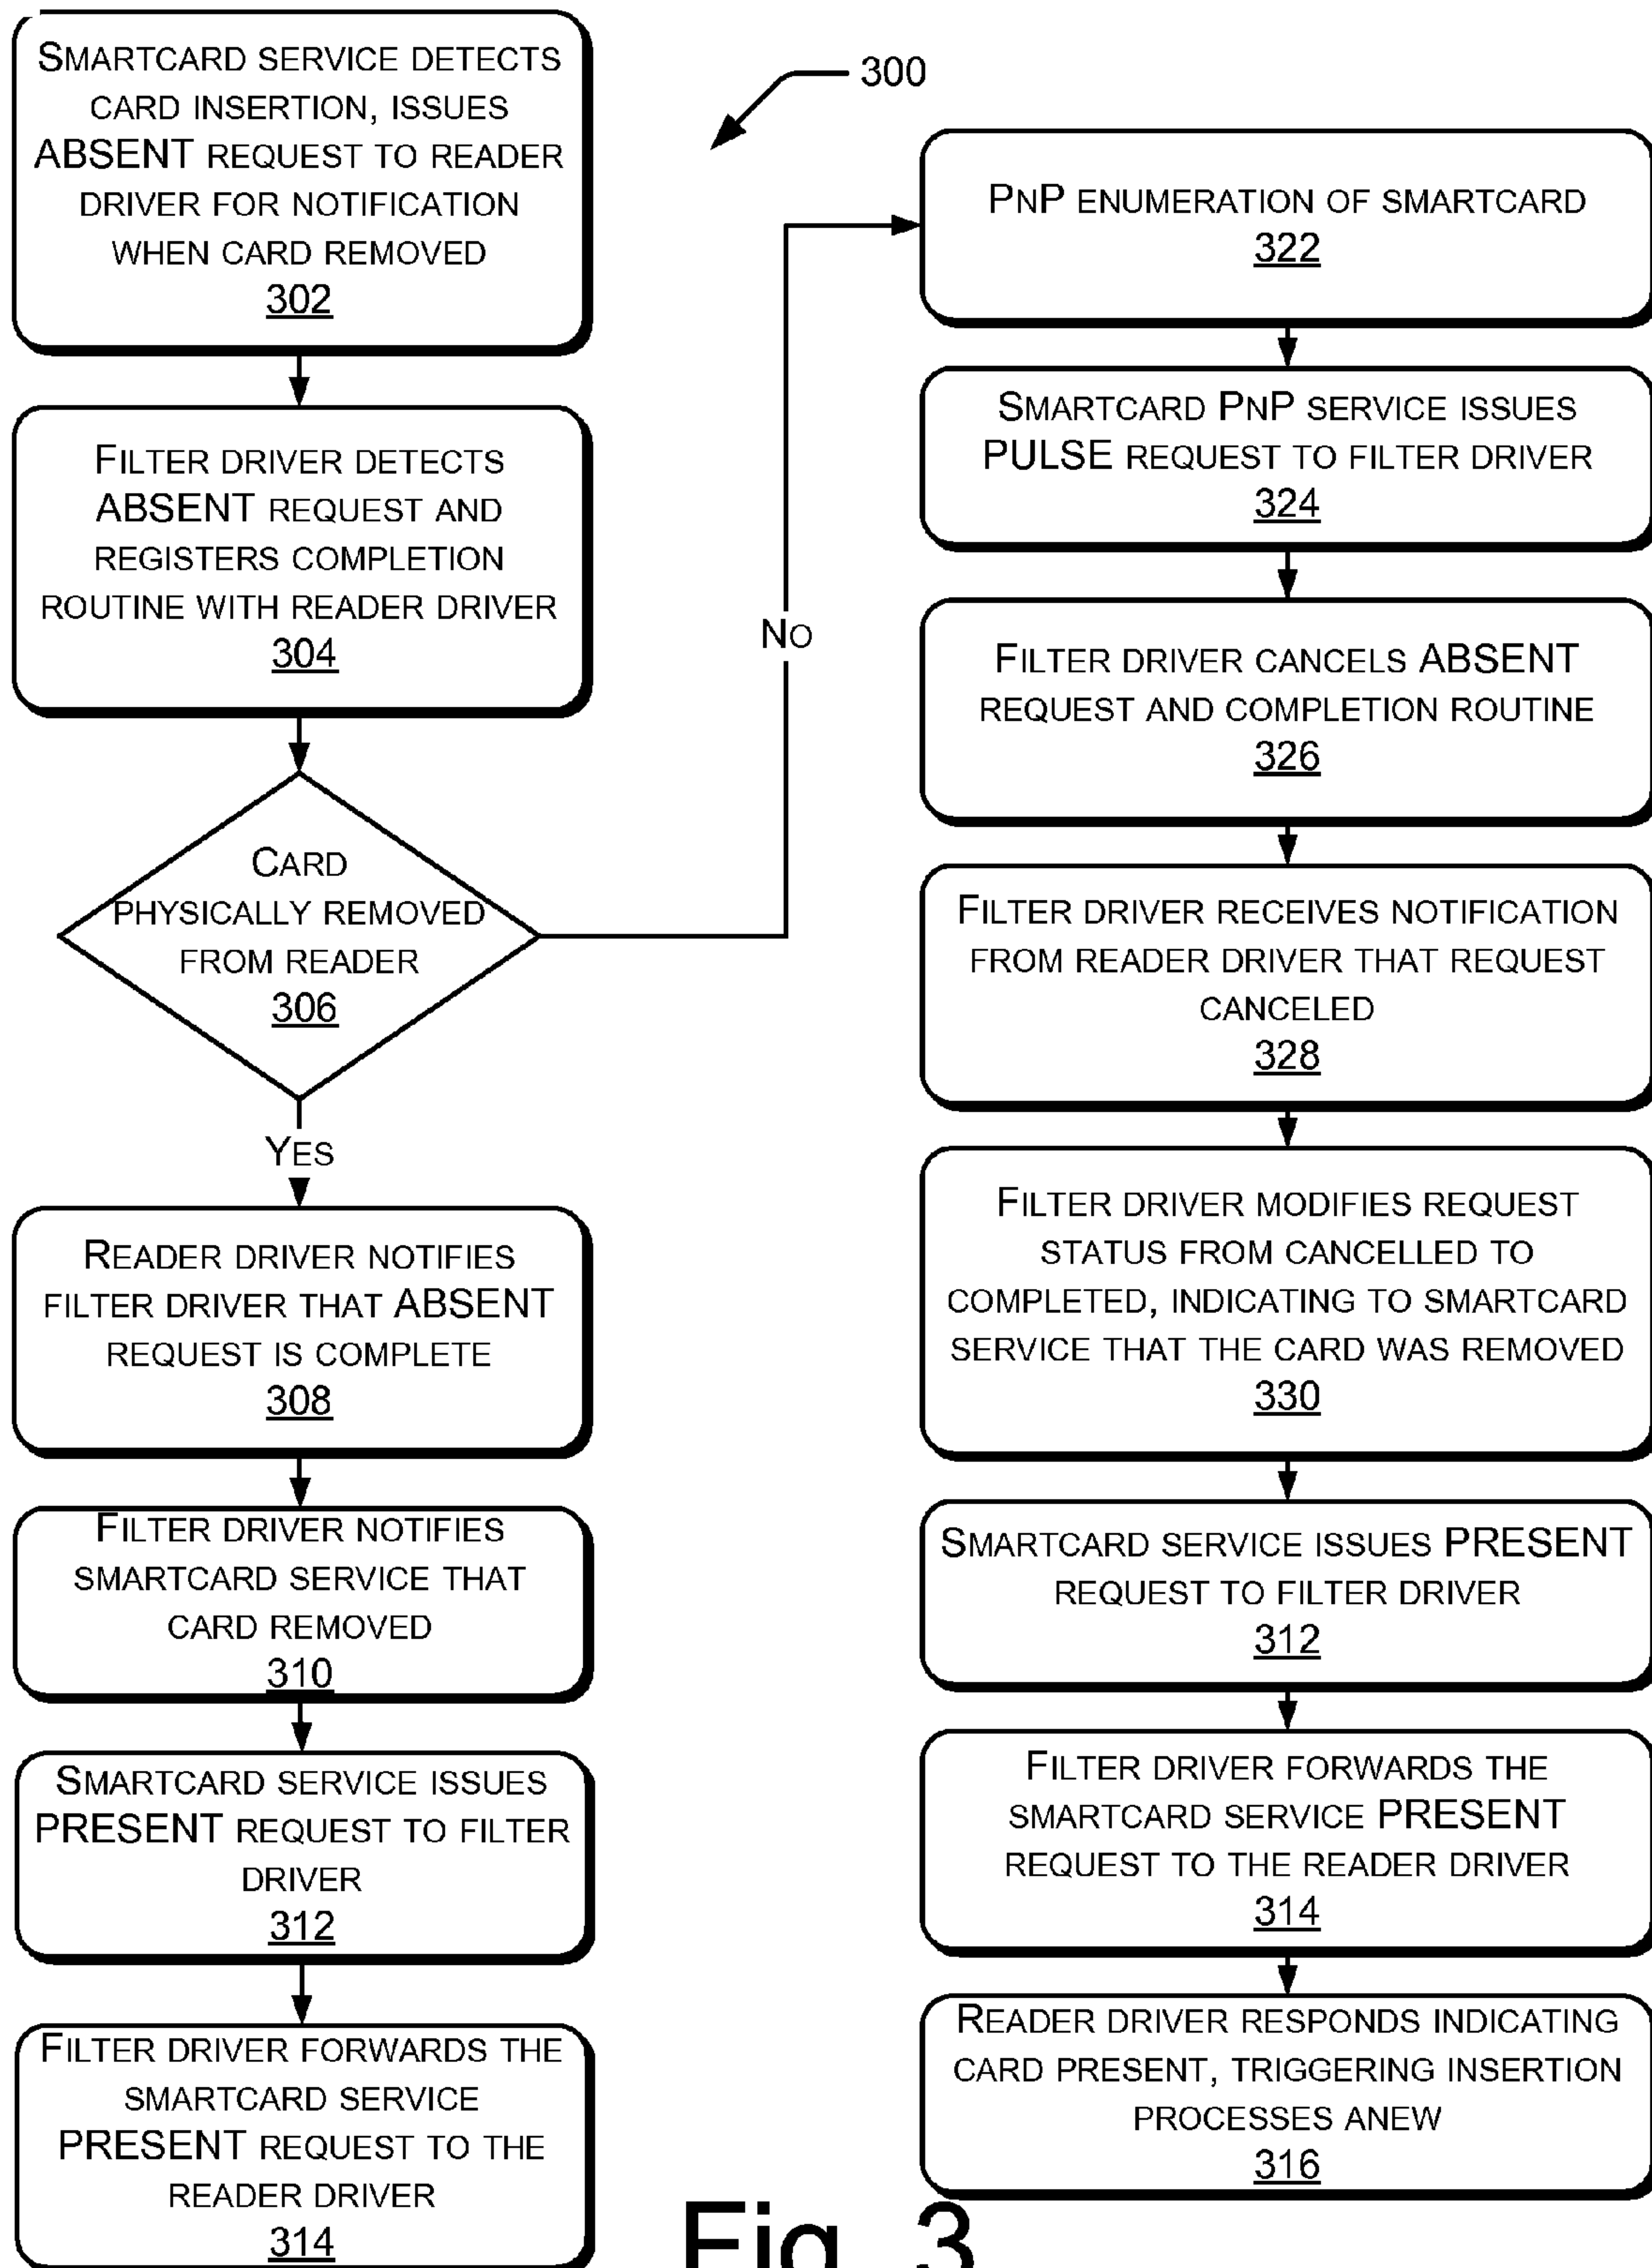 SMARTCARD SERVICE DETECTS
CARD INSERTION, ISSUES
ABSENT REQUEST TO READER
DRIVER FOR NOTIFICATION
WHEN CARD REMOVED
302
FILTER DRIVER DETECTS
ABSENT REQUEST AND
REGISTERS COMPLETION
ROUTINE WITH READER DRIVER
304
CARD
PHYSICALLY REMOVED
FROM READER
306
YES
READER DRIVER NOTIFIES
FILTER DRIVER THAT ABSENT
REQUEST IS COMPLETE
308
FILTER DRIVER NOTIFIES
SMARTCARD SERVICE THAT
CARD REMOVED
310
SMARTCARD SERVICE ISSUES
PRESENT REQUEST TO FILTER
DRIVER
312
FILTER DRIVER FORWARDS THE
SMARTCARD SERVICE
PRESENT REQUEST TO THE
READER DRIVER
314
300
NO
PNP ENUMERATION OF SMARTCARD
322
SMARTCARD PNP SERVICE ISSUES
PULSE REQUEST TO FILTER DRIVER
324
FILTER DRIVER CANCELS ABSENT
REQUEST AND COMPLETION ROUTINE
326
FILTER DRIVER RECEIVES NOTIFICATION
FROM READER DRIVER THAT REQUEST
CANCELED
328
FILTER DRIVER MODIFIES REQUEST
STATUS FROM CANCELLED TO
COMPLETED, INDICATING TO SMARTCARD
SERVICE THAT THE CARD WAS REMOVED
330
SMARTCARD SERVICE ISSUES PRESENT
REQUEST TO FILTER DRIVER
312
FILTER DRIVER FORWARDS THE
SMARTCARD SERVICE PRESENT
REQUEST TO THE READER DRIVER
314
READER DRIVER RESPONDS INDICATING
CARD PRESENT, TRIGGERING INSERTION
PROCESSES ANEW
316
Fig. 3